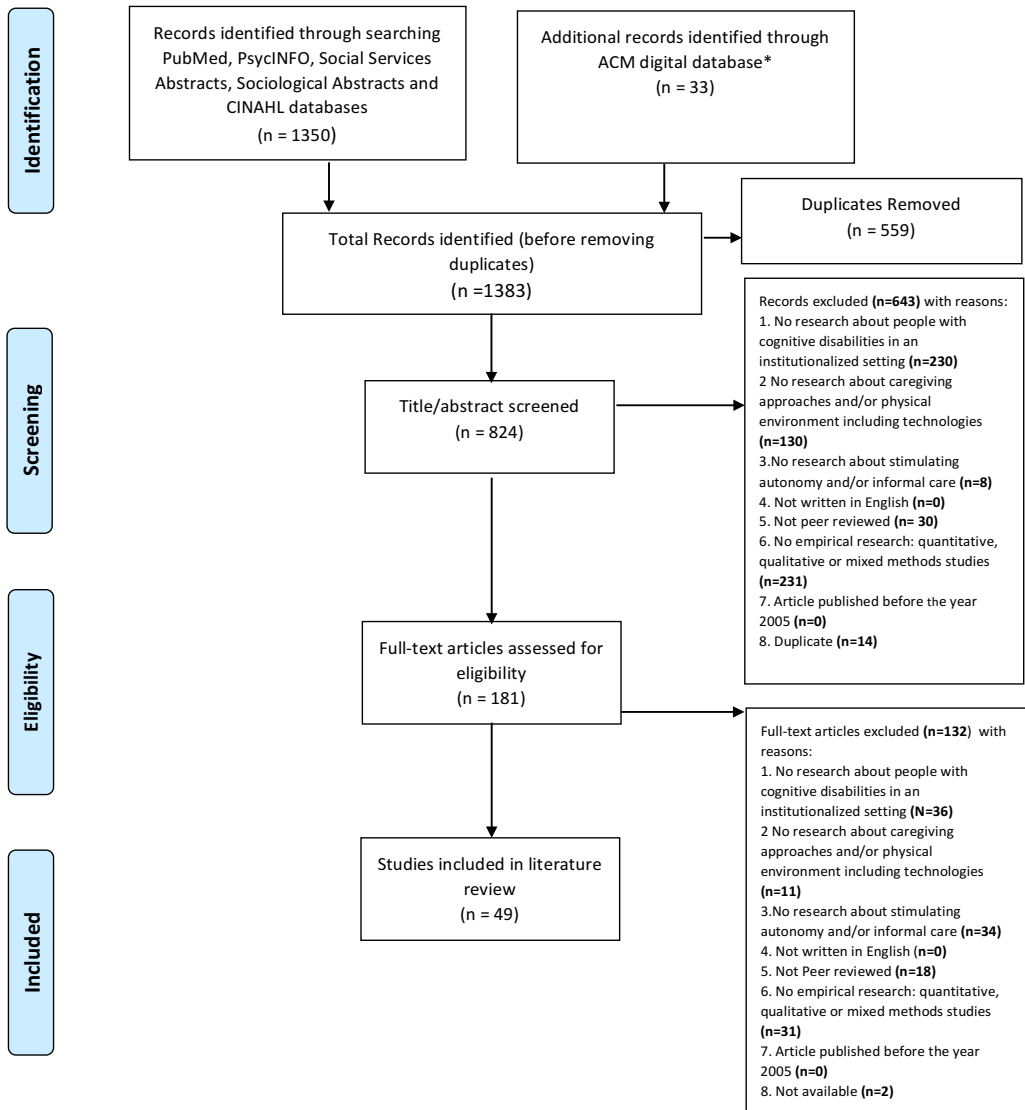 Identification
Records identified through searching
PubMed, PsycINFO, Social Services
Abstracts, Sociological Abstracts and
CINAHL databases
(n = 1350)
Additional records identified through
ACM digital database*
(n = 33)
Total Records identified (before removing
duplicates)
(n =1383)
Duplicates Removed
(n = 559)
Screening
Title/abstract screened
(n = 824)
Records excluded (n=643) with reasons:
1. No research about people with
cognitive disabilities in an
institutionalized setting (n=230)
2 No research about caregiving
approaches and/or physical
environment including technologies
(n=130)
3.No research about stimulating
autonomy and/or informal care (n=8)
4. Not written in English (n=0)
5. Not peer reviewed (n= 30)
6. No empirical research: quantitative,
qualitative or mixed methods studies
(n=231)
7. Article published before the year
2005 (n=0)
8. Duplicate (n=14)
Eligibility
Full-text articles assessed for
eligibility
(n = 181)
Full-text articles excluded (n=132) with
reasons:
1. No research about people with
cognitive disabilities in an
institutionalized setting (N=36)
2 No research about caregiving
approaches and/or physical
environment including technologies
(n=11)
3.No research about stimulating
autonomy and/or informal care (n=34)
4. Not written in English (n=0)
5. Not Peer reviewed (n=18)
6. No empirical research: quantitative,
qualitative or mixed methods studies
(n=31)
7. Article published before the year
2005 (n=0)
8. Not available (n=2)
Included
Studies included in literature
review
(n = 49)